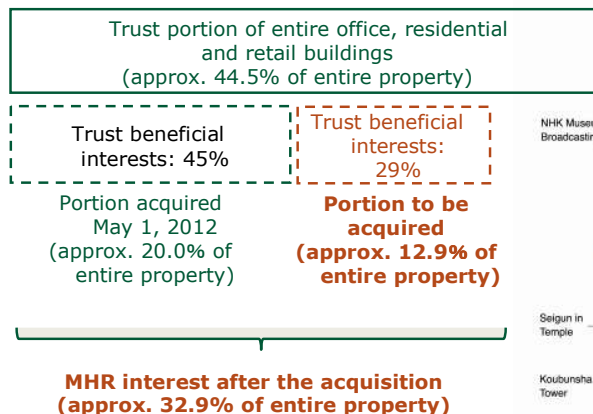 Trust portion of entire office, residential
and retail buildings
(approx. 44.5% of entire property)
Trust beneficial
interests: 45%
Trust beneficial
interests:
29%
Portion acquired
May 1, 2012
(approx. 20.0% of
entire property)
Portion to be
acquired
(approx. 12.9% of
entire property)
MHR interest after the acquisition
(approx. 32.9% of entire property)
NHK
Seigun in
Temple
Koubunsha
Tower